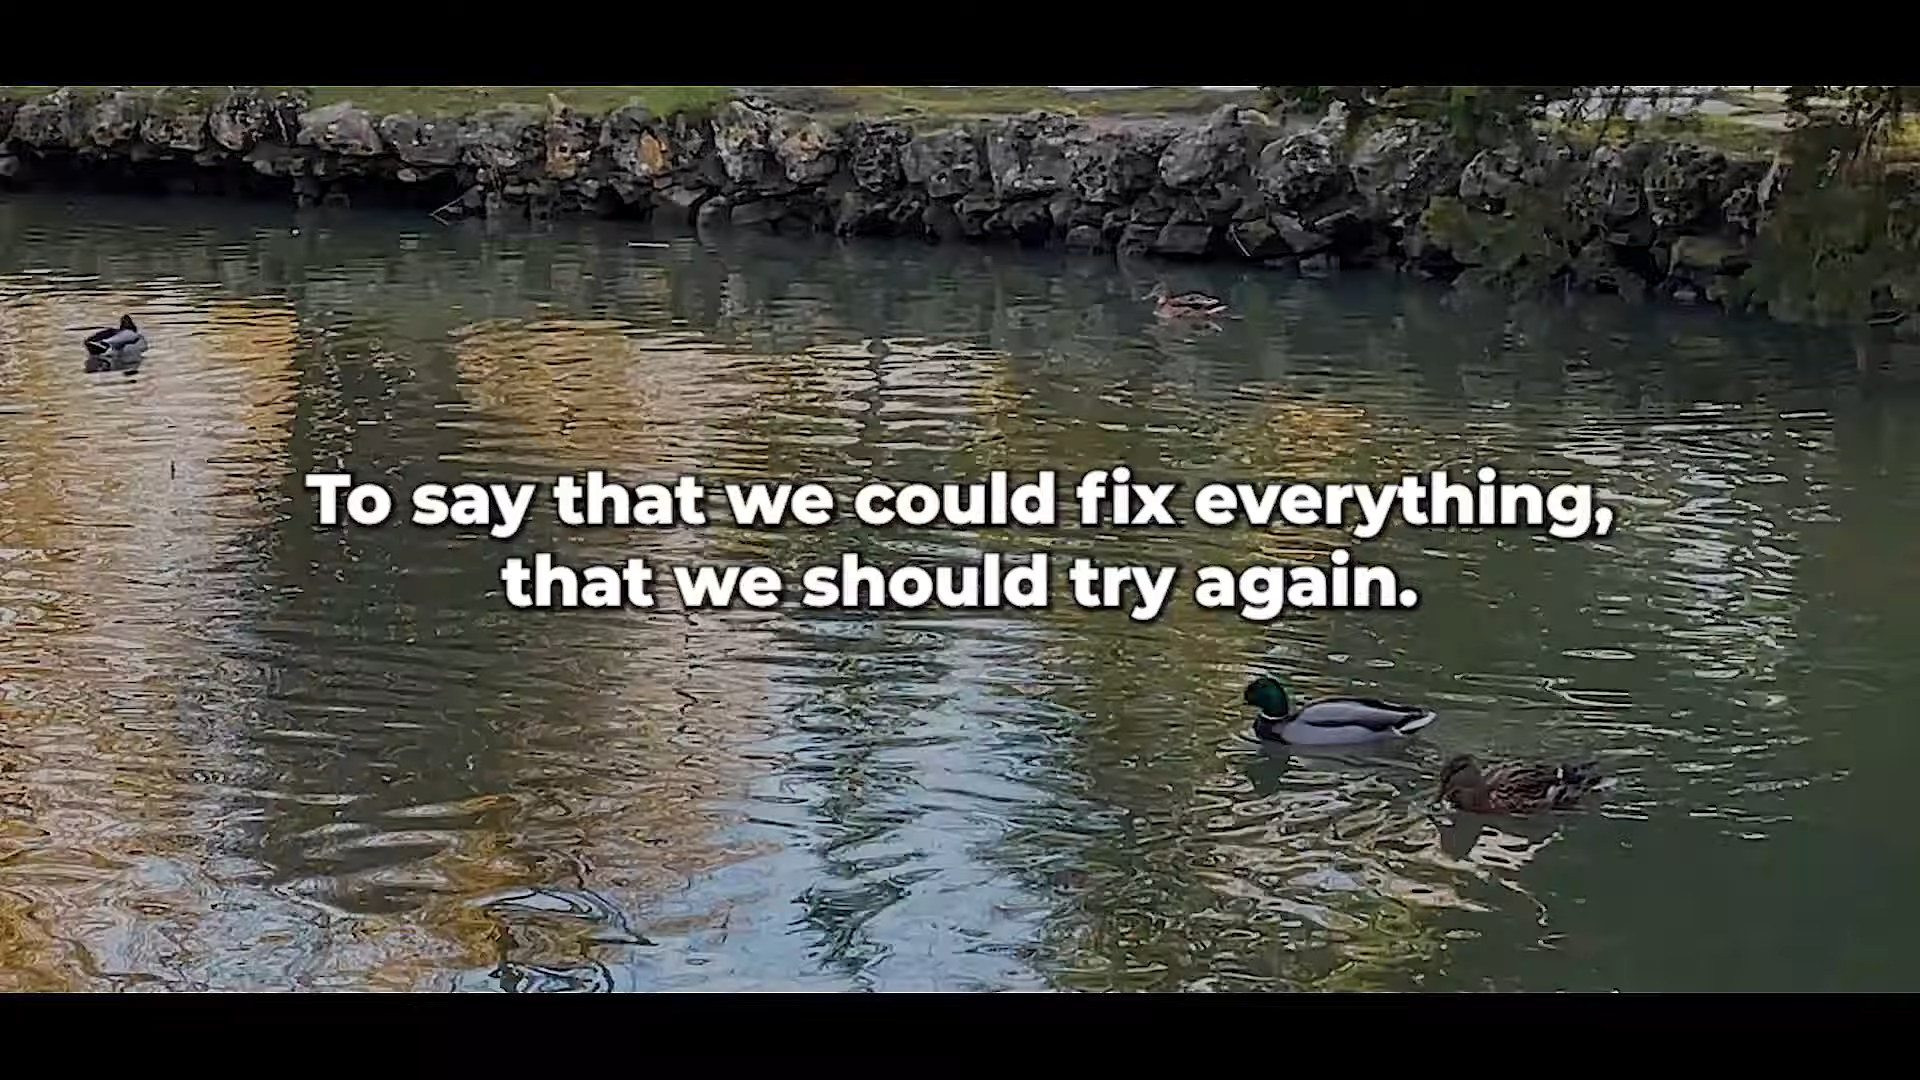 To say that we could fix everything,
that we should try again.